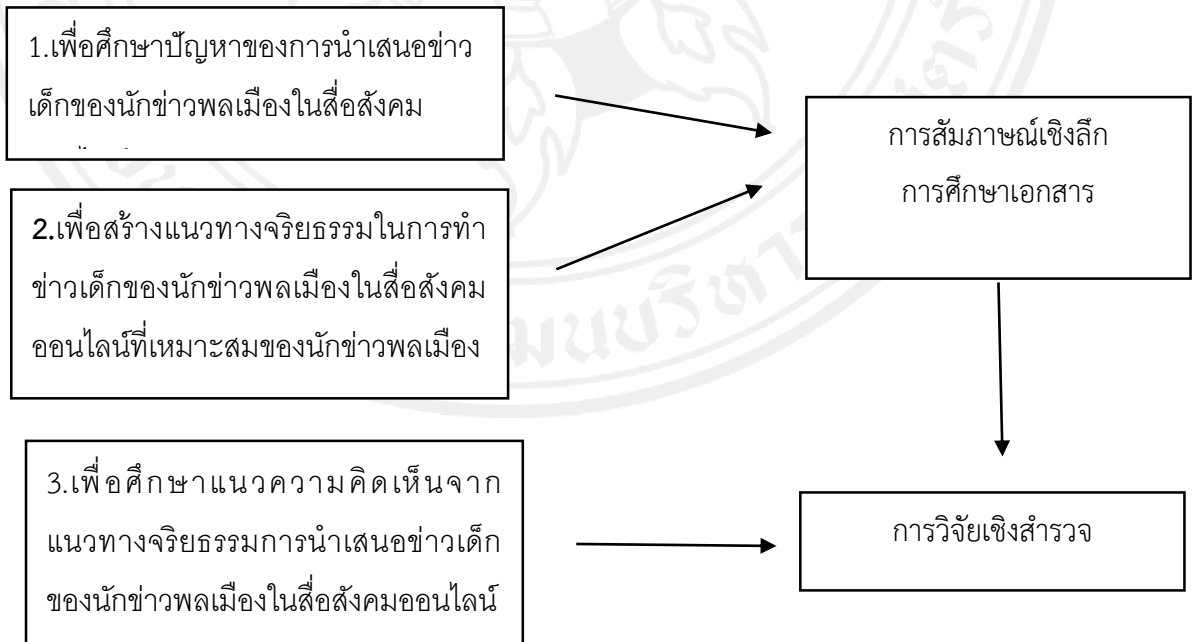 1.เพื่อศึกษาปัญหาของการนำเสนอข่าว
เด็กของนักข่าวพลเมืองในสื่อสังคม
2.เพื่อสร้างแนวทางจริยธรรมในการทำ
ข่าวเด็กของนักข่าวพลเมืองในสื่อสังคม
ออนไลน์ที่เหมาะสมของนักข่าวพลเมือง
3.เพื่อศึกษาแนวความคิดเห็นจาก
แนวทางจริยธรรมการนำเสนอข่าวเด็ก
ของนักข่าวพลเมืองในสื่อสังคมออนไลน์
การสัมภาษณ์เชิงลึก
การศึกษาเอกสาร
การวิจัยเชิงสำรวจ